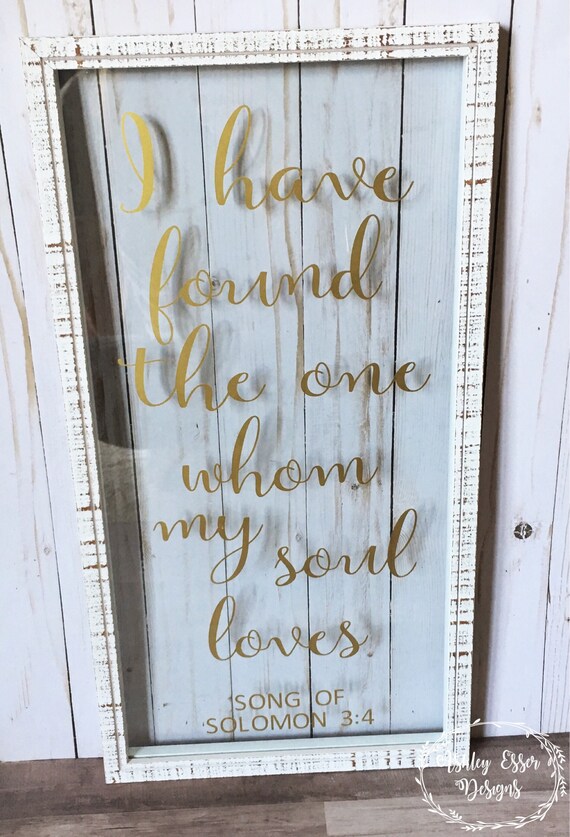 I have
found
the one
whom
my soul
loves
SONG OF
SOLOMON 3:4
Ashley Esser
Designs